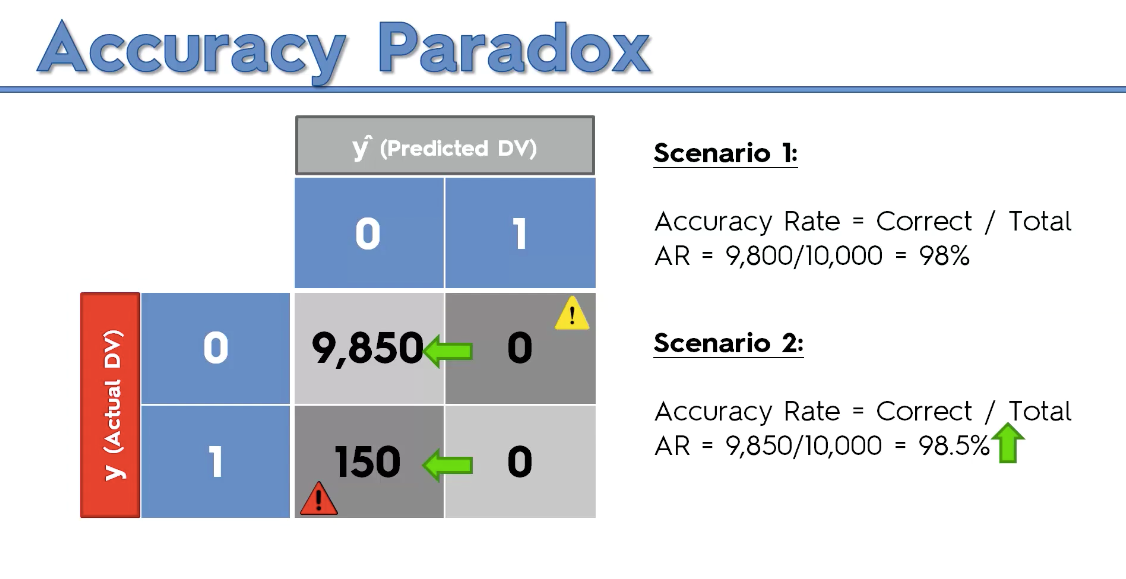 Accuracy Paradox
ŷ (Predicted DV)
0 1
y (Actual DV)
0 9,850 0
1 150 0
Scenario 1:
Accuracy Rate = Correct / Total
AR = 9,800/10,000 = 98%
Scenario 2:
Accuracy Rate = Correct / Total
AR = 9,850/10,000 = 98.5%